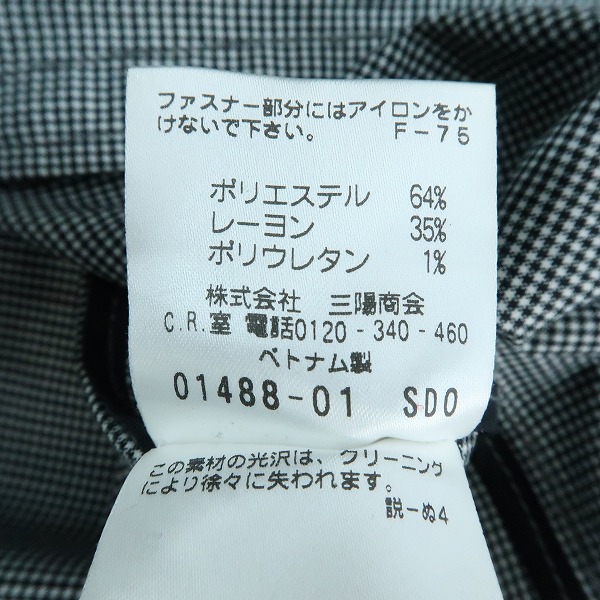 ファスナー部分にはアイロンをか
けないで下さい。 F-75
ポリエステル 64%
レーヨン 35%
ポリウレタン 1%
株式会社 三陽商会
C.R.室 電話0120-340-460
ベトナム製
01488-01 SDO
この素材の光沢は、クリーニング
により徐々に失われます。
説-ぬ4